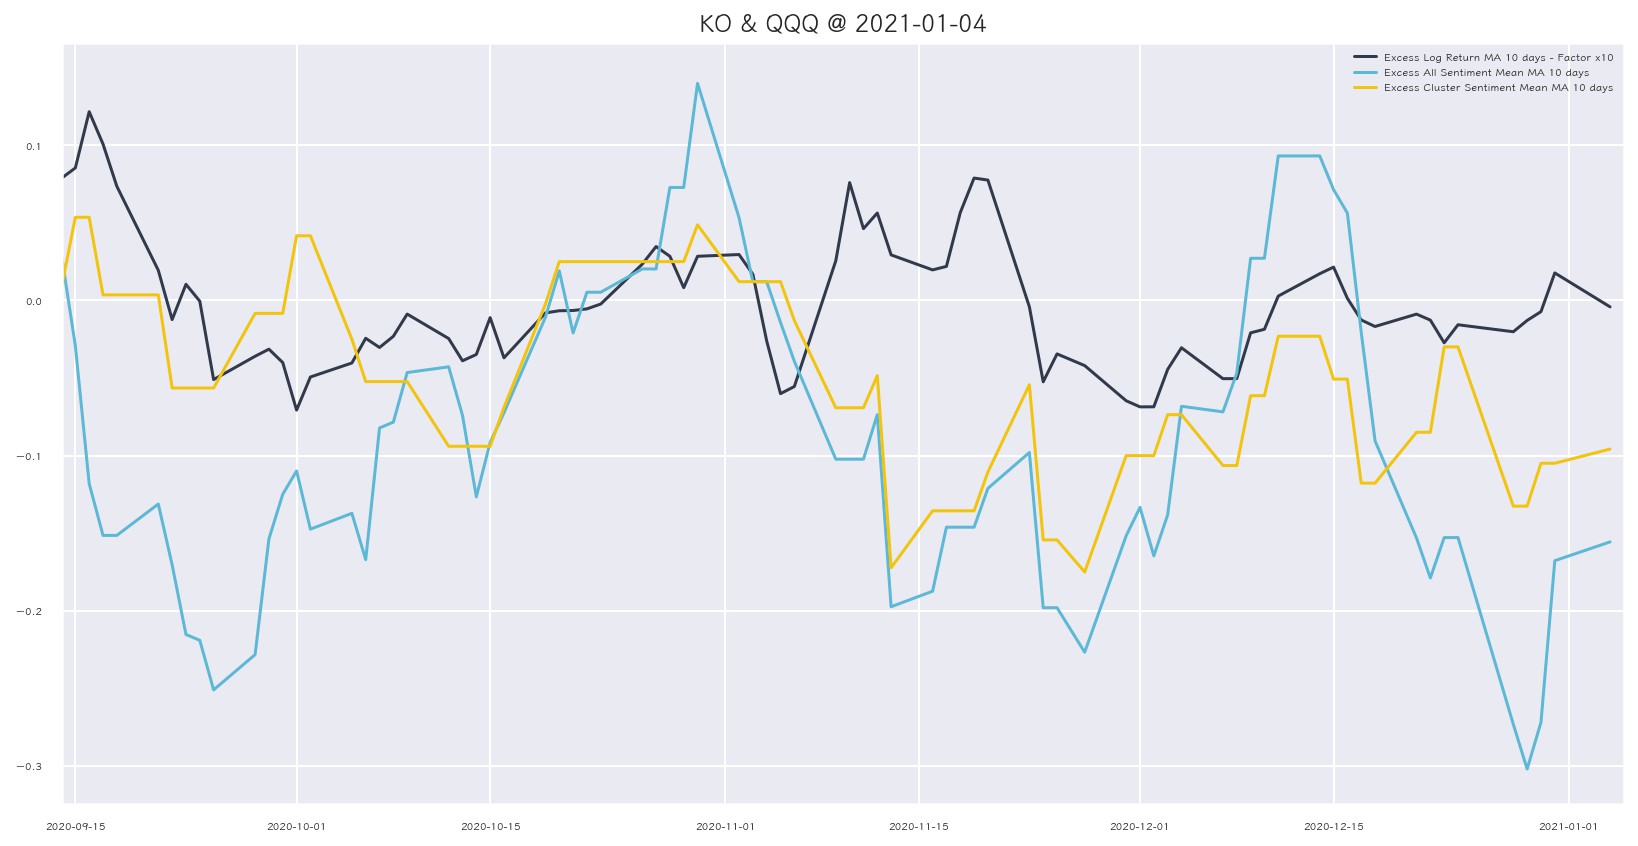 KO & QQQ @ 2021-01-04
Excess Log Return MA 10 days - Factor x10
Excess All Sentiment Mean MA 10 days
Excess Cluster Sentiment Mean MA 10 days
0.1
0.0
−0.1
−0.2
−0.3
2020-09-15 2020-10-01 2020-10-15 2020-11-01 2020-11-15 2020-12-01 2020-12-15 2021-01-01